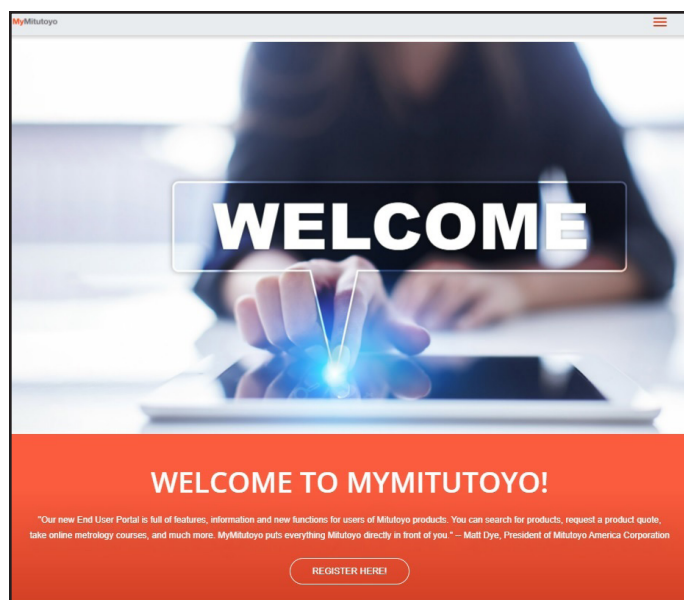 MyMitutoyo
WELCOME
WELCOME TO MYMITUTOYO!
"Our new End User Portal is full of features, information and new functions for users of Mitutoyo products. You can search for products, request a product quote,
take online metrology courses, and much more. MyMitutoyo puts everything Mitutoyo directly in front of you." – Matt Dye, President of Mitutoyo America Corporation
REGISTER HERE!